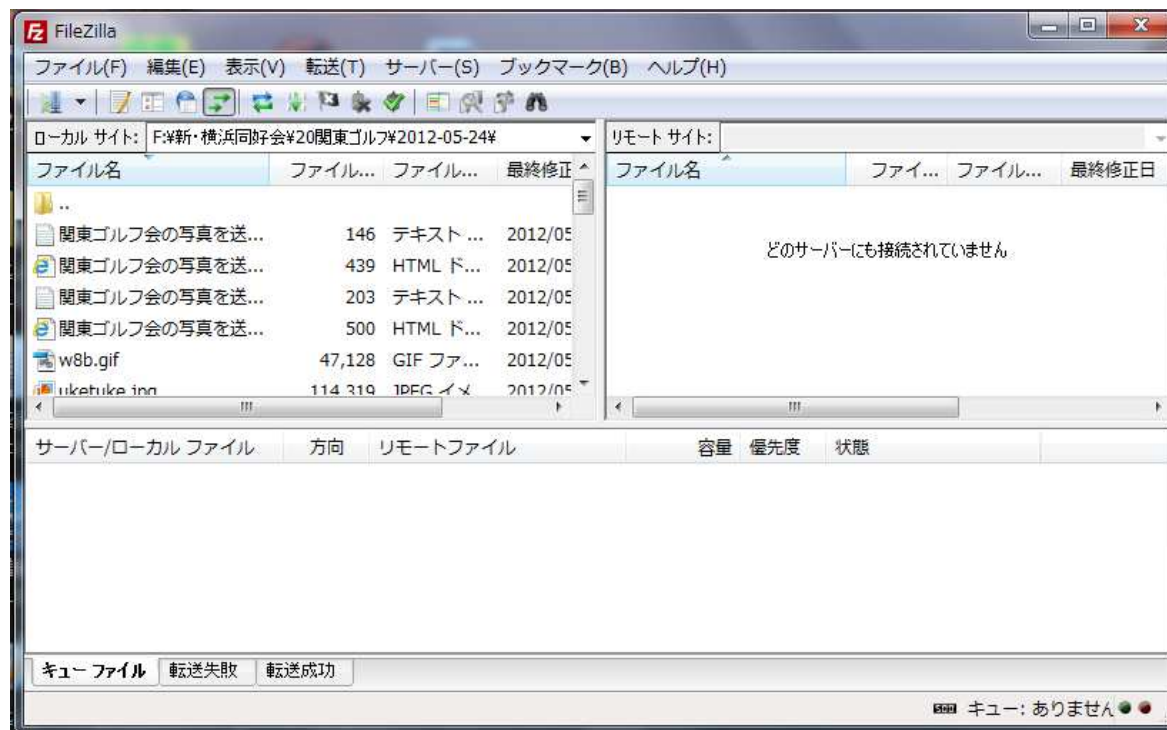 FileZilla
ファイル(F) 編集(E) 表示(V) 転送(T) サーバー(S) ブックマーク(B) ヘルプ(H)
ローカル サイト: F:¥新・横浜同好会¥20関東ゴルフ¥2012-05-24¥ リモート サイト:
ファイル名 ファイル... ファイル... 最終修正 ファイル名 ファイ... ファイル... 最終修正日
..
関東ゴルフ会の写真を送... 146 テキスト ... 2012/05
どのサーバーにも接続されていません
関東ゴルフ会の写真を送... 439 HTML ド... 2012/05
関東ゴルフ会の写真を送... 203 テキスト ... 2012/05
関東ゴルフ会の写真を送... 500 HTML ド... 2012/05
w8b.gif 47,128 GIF ファ... 2012/05
uketuke.jpg 114,319 JPEG イメ 2012/05
サーバー/ローカル ファイル 方向 リモートファイル 容量 優先度 状態
キュー ファイル 転送失敗 転送成功
キュー: ありません